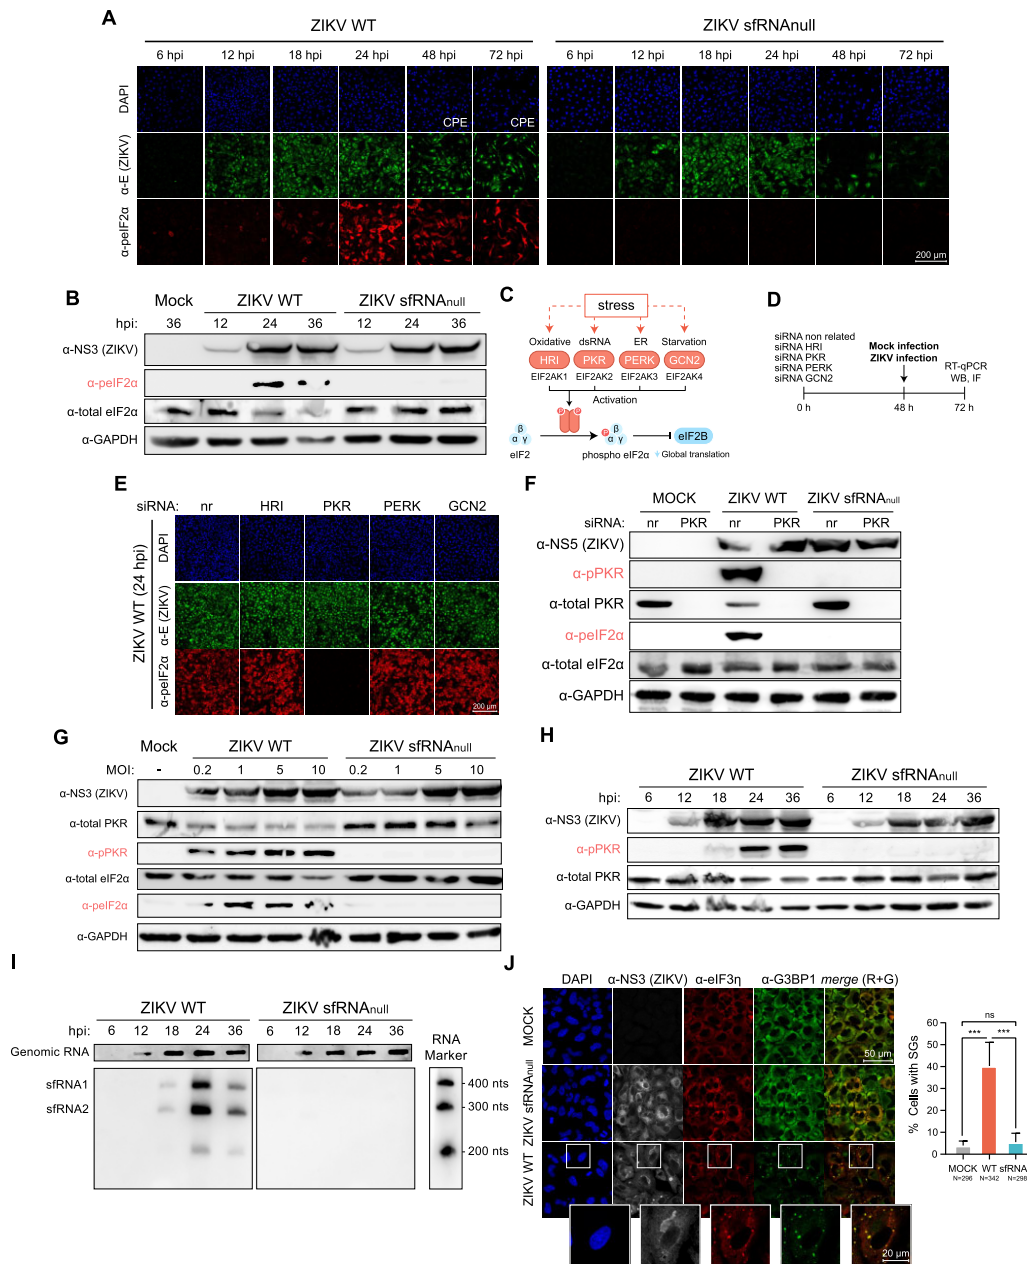 A
ZIKV WT
ZIKV sfRNAnull
6 hpi 12 hpi 18 hpi 24 hpi 48 hpi 72 hpi 6 hpi 12 hpi 18 hpi 24 hpi 48 hpi 72 hpi
DAPI
CPE CPE
α-E (ZIKV)
α-peIF2α
200 µm
B
Mock ZIKV WT ZIKV sfRNAnull
hpi: 36 12 24 36 12 24 36
α-NS3 (ZIKV)
α-peIF2α
α-total eIF2α
α-GAPDH
C
stress
Oxidative dsRNA ER Starvation
HRI PKR PERK GCN2
EIF2AK1 EIF2AK2 EIF2AK3 EIF2AK4
Activation
P P
β
α γ
eIF2
P β
α γ
phospho eIF2α
eIF2B
Global translation
D
siRNA non related
siRNA HRI
siRNA PKR
siRNA PERK
siRNA GCN2
Mock infection
ZIKV infection
RT-qPCR
WB, IF
0 h 48 h 72 h
E
siRNA: nr HRI PKR PERK GCN2
ZIKV WT (24 hpi)
DAPI
α-E (ZIKV)
α-peIF2α
200 µm
F
MOCK ZIKV WT ZIKV sfRNAnull
siRNA: nr PKR nr PKR nr PKR
α-NS5 (ZIKV)
α-pPKR
α-total PKR
α-peIF2α
α-total eIF2α
α-GAPDH
G
Mock ZIKV WT ZIKV sfRNAnull
MOI: - 0.2 1 5 10 0.2 1 5 10
α-NS3 (ZIKV)
α-total PKR
α-pPKR
α-total eIF2α
α-peIF2α
α-GAPDH
H
ZIKV WT ZIKV sfRNAnull
hpi: 6 12 18 24 36 6 12 18 24 36
α-NS3 (ZIKV)
α-pPKR
α-total PKR
α-GAPDH
I
ZIKV WT ZIKV sfRNAnull
hpi: 6 12 18 24 36 6 12 18 24 36
RNA
Marker
Genomic RNA
sfRNA1
sfRNA2
400 nts
300 nts
200 nts
J
DAPI α-NS3 (ZIKV) α-eIF3η α-G3BP1 merge (R+G)
MOCK
50 µm
ZIKV sfRNAnull
ZIKV WT
20 µm
% Cells with SGs
60
50
40
30
20
10
0
ns
*** ***
MOCK WT sfRNA
N=296 N=342 N=298